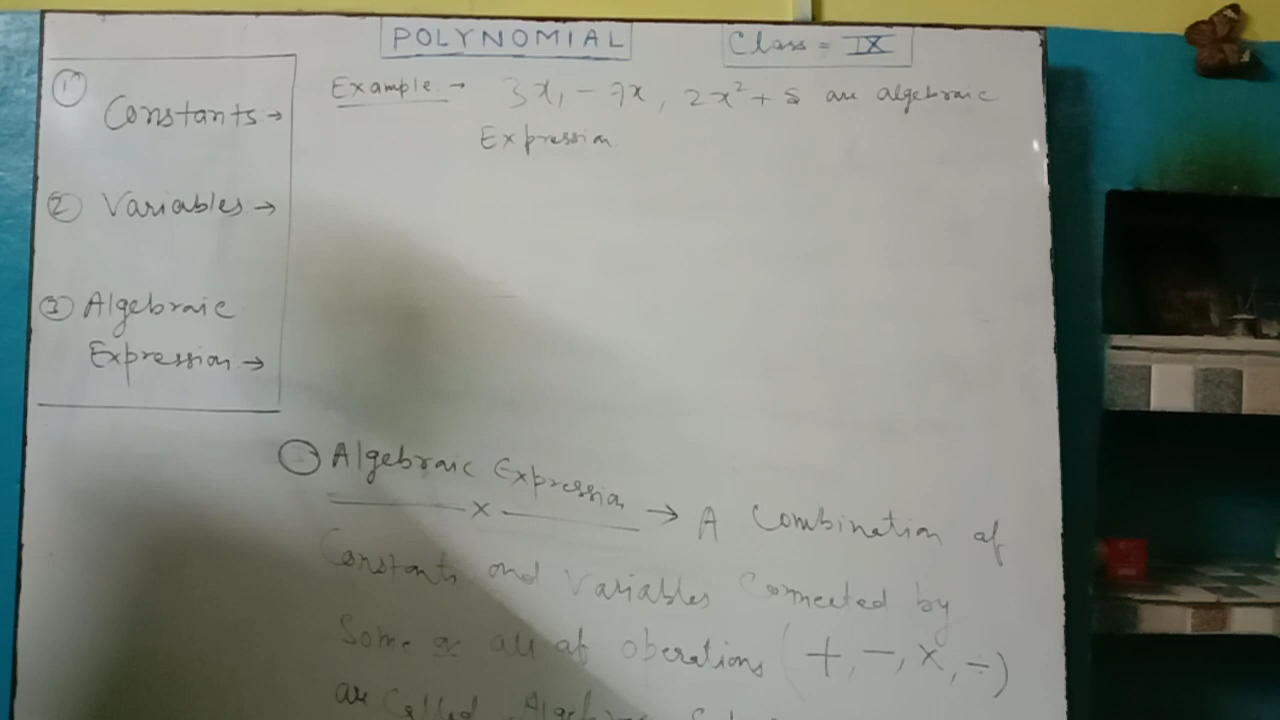 POLYNOMIAL
Class = IX
① Constants →
② Variables →
③ Algebraic
Expression →
Example → 3x, - 7x, 2x² + 5 are algebraic
Expression
Algebraic Expression → A Combination of
Constants and Variables Connected by
Some or all of operations (+, -, ×, ÷)
are Called